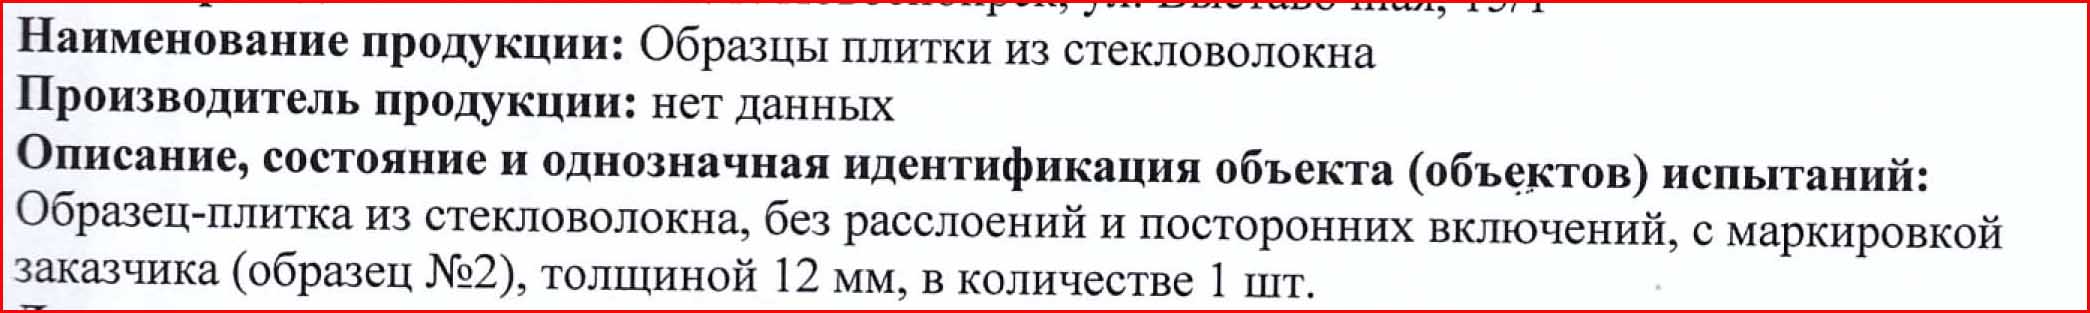 Наименование продукции: Образцы плитки из стекловолокна
Производитель продукции: нет данных
Описание, состояние и однозначная идентификация объекта (объектов) испытаний:
Образец-плитка из стекловолокна, без расслоений и посторонних включений, с маркировкой
заказчика (образец №2), толщиной 12 мм, в количестве 1 шт.